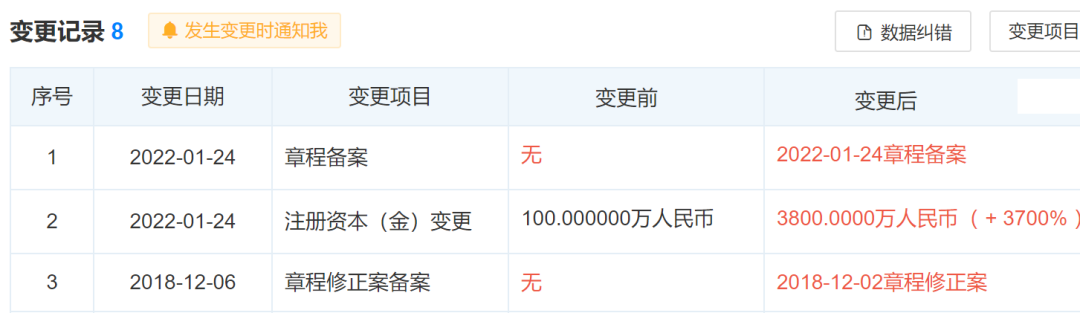 变更记录 8 发生变更时通知我 数据纠错 变更项目
序号 变更日期 变更项目 变更前 变更后
1 2022-01-24 章程备案 无 2022-01-24章程备案
2 2022-01-24 注册资本（金）变更 100.000000万人民币 3800.0000万人民币（ + 3700% ）
3 2018-12-06 章程修正案备案 无 2018-12-02章程修正案